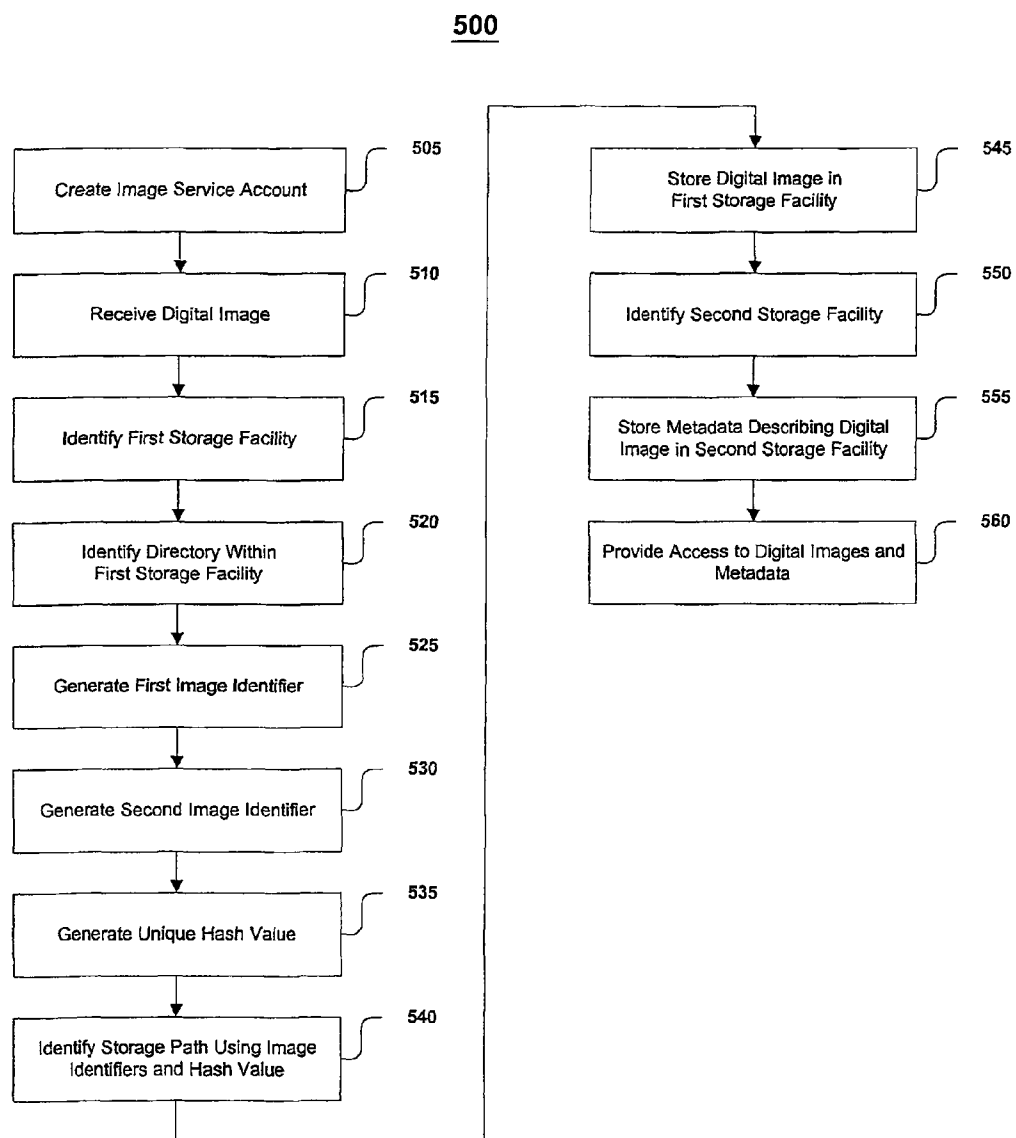 500
505
Create Image Service Account
510
Receive Digital Image
515
Identify First Storage Facility
520
Identify Directory Within
First Storage Facility
525
Generate First Image Identifier
530
Generate Second Image Identifier
535
Generate Unique Hash Value
540
Identify Storage Path Using Image
Identifiers and Hash Value
545
Store Digital Image in
First Storage Facility
550
Identify Second Storage Facility
555
Store Metadata Describing Digital
Image in Second Storage Facility
560
Provide Access to Digital Images and
Metadata